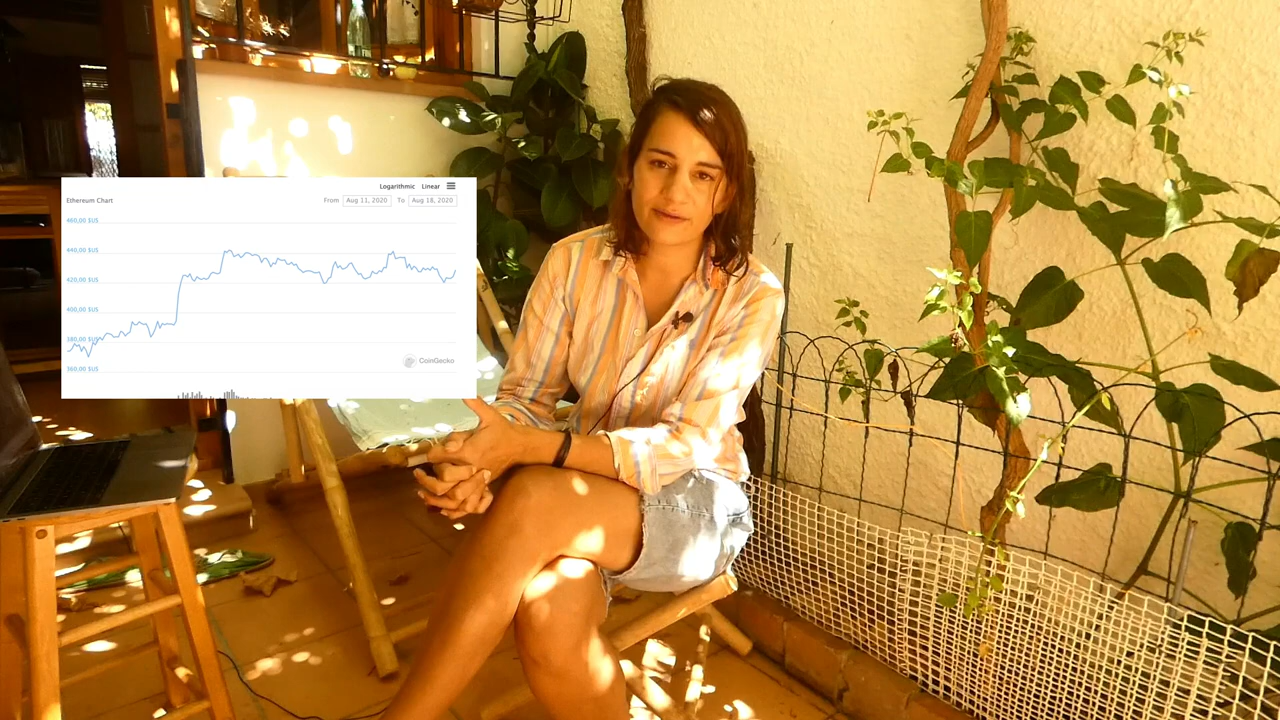 Logarithmic Linear
Ethereum Chart From Aug 11, 2020 To Aug 18, 2020
460,00 $US
440,00 $US
420,00 $US
400,00 $US
380,00 $US
360,00 $US
CoinGecko